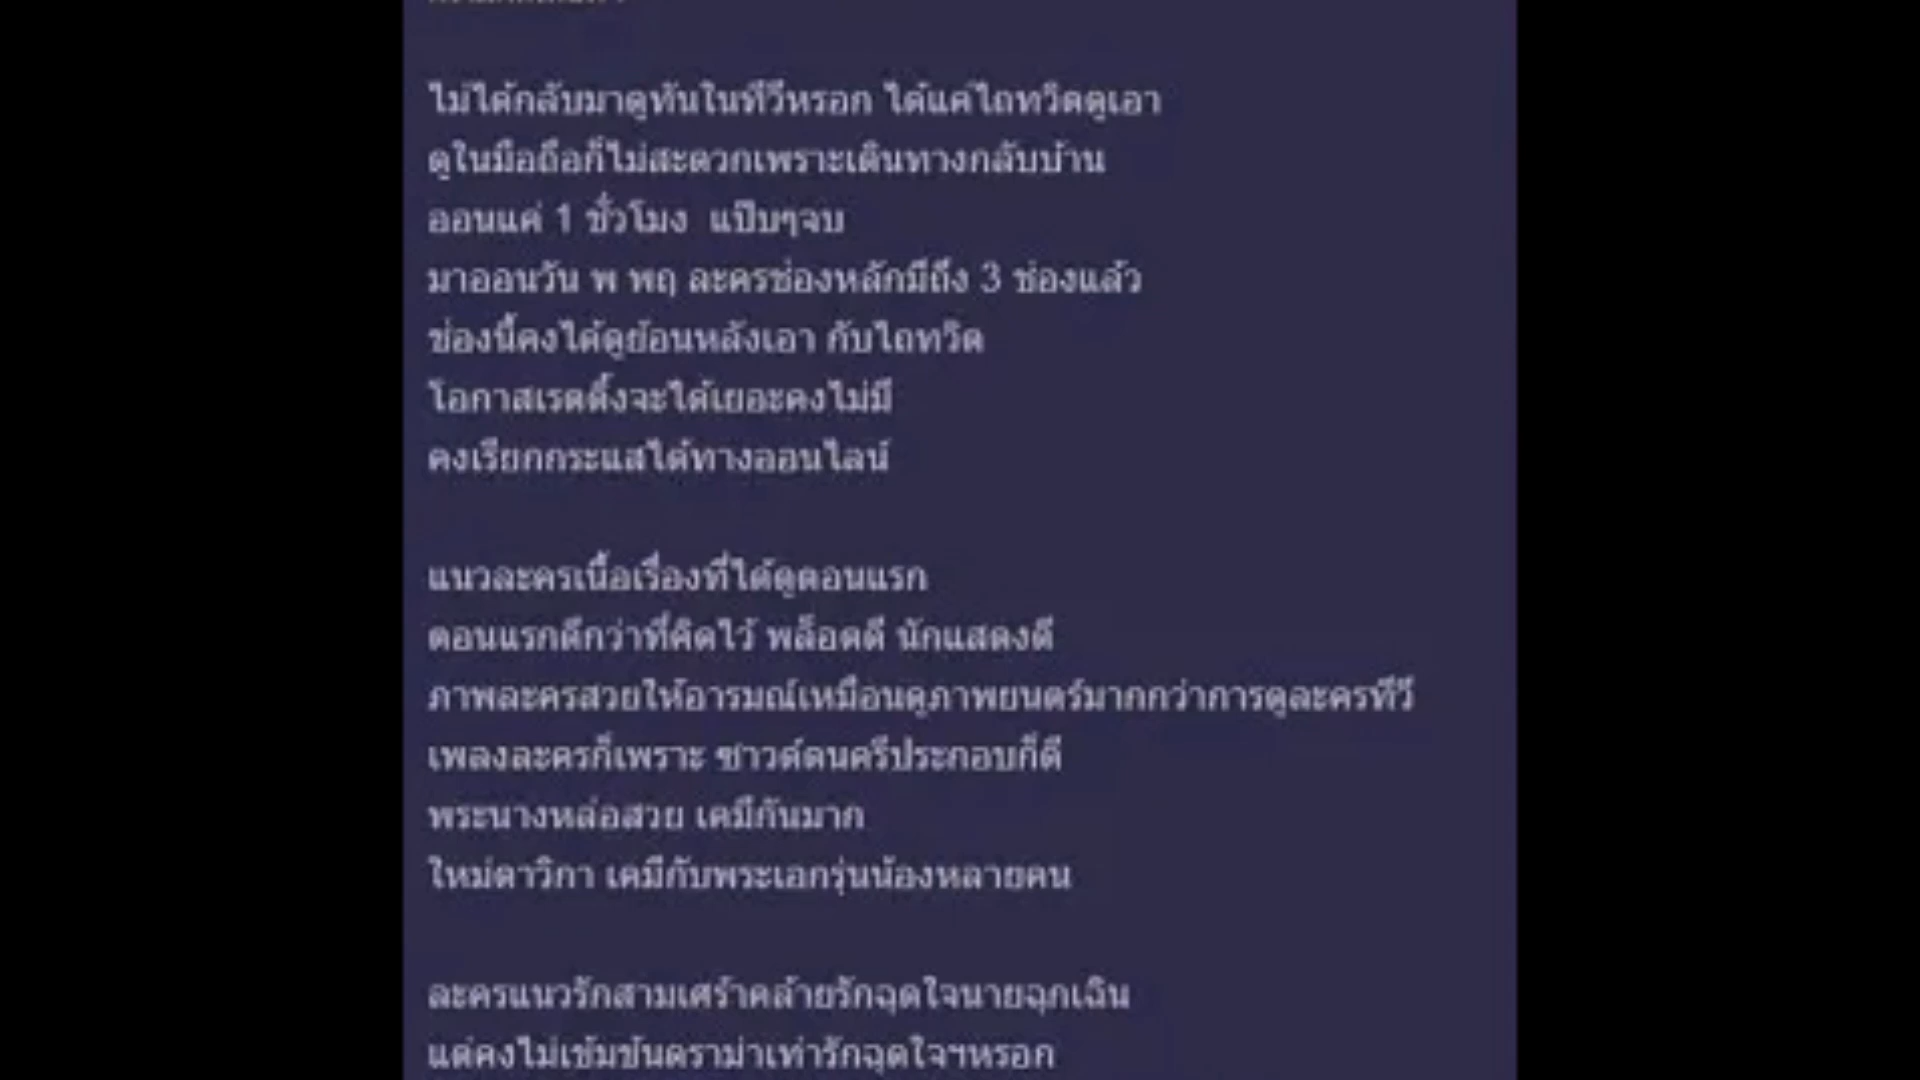 ไม่ได้กลับมาดูทันในทีวีหรอก ได้แค่ไถทวิตดูเอา
ดูในมือถือก็ไม่สะดวกเพราะเดินทางกลับบ้าน
ออนแค่ 1 ชั่วโมง แป๊บๆจบ
มาออนวัน พ พฤ ละครช่องหลักมีถึง 3 ช่องแล้ว
ช่องนี้คงได้ดูย้อนหลังเอา กับไถทวิต
โอกาสเรตติ้งจะได้เยอะคงไม่มี
คงเรียกกระแสได้ทางออนไลน์
แนวละครเนื้อเรื่องที่ได้ดูตอนแรก
ตอนแรกดีกว่าที่คิดไว้ พล็อตดี นักแสดงดี
ภาพละครสวยให้อารมณ์เหมือนดูภาพยนตร์มากกว่าการดูละครทีวี
เพลงละครก็เพราะ ซาวด์ดนตรีประกอบก็ดี
พระนางหล่อสวย เคมีกันมาก
ใหม่ดาวิกา เคมีกับพระเอกรุ่นน้องหลายคน
ละครแนวรักสามเศร้าคล้ายรักฉุดใจนายฉุกเฉิน
แต่คงไม่เข้มข้นดราม่าเท่ารักฉุดใจฯหรอก